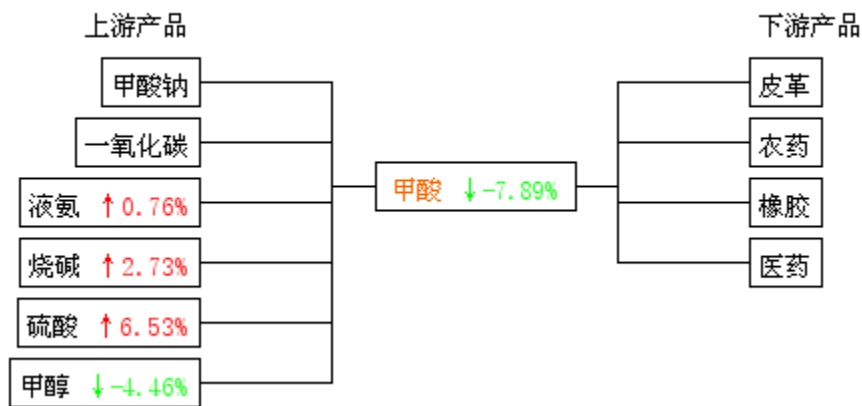 上游产品
甲酸钠
一氧化碳
液氨 ↑0.76%
烧碱 ↑2.73%
硫酸 ↑6.53%
甲醇 ↓-4.46%
甲酸 ↓-7.89%
下游产品
皮革
农药
橡胶
医药